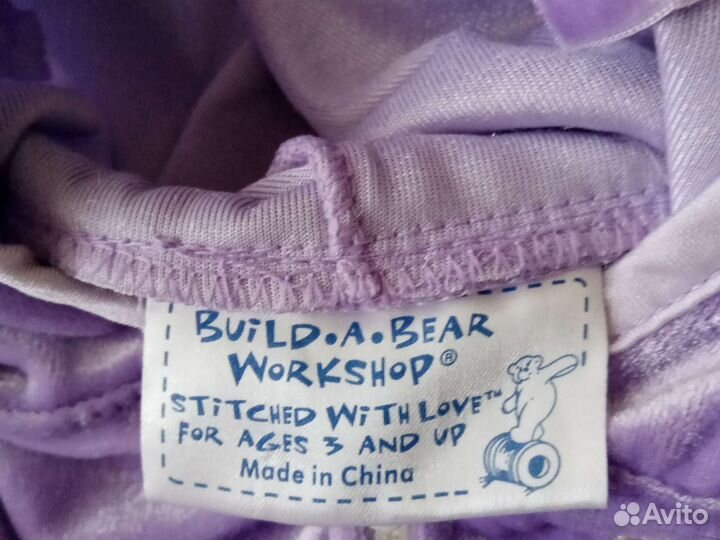 BUiLD•A•BEAR
WORKSHOP®
STiTCHED WiTH LOVE™
FOR AGES 3 AND UP
Made in China
Avito